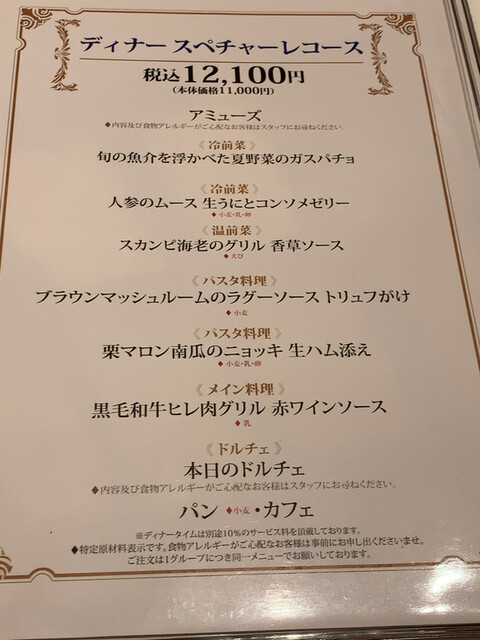 ディナー スペチャーレコース
税込12,100円
(本体価格11,000円)
アミューズ
◆内容及び食物アレルギーがご心配なお客様はスタッフにお尋ねください。
《 冷前菜 》
旬の魚介を浮かべた夏野菜のガスパチョ
《 冷前菜 》
人参のムース 生うにとコンソメゼリー
◆小麦・乳・卵
《 温前菜 》
スカンピ海老のグリル 香草ソース
◆えび
《 パスタ料理 》
ブラウンマッシュルームのラグーソース トリュフがけ
◆小麦
《 パスタ料理 》
栗マロン南瓜のニョッキ 生ハム添え
◆小麦・乳・卵
《 メイン料理 》
黒毛和牛ヒレ肉グリル 赤ワインソース
◆乳
《 ドルチェ 》
本日のドルチェ
◆内容及び食物アレルギーがご心配なお客様はスタッフにお尋ねください。
パン ◆小麦 ・カフェ
※ディナータイムは別途10%のサービス料を頂戴しております。
◆特定原材料表示です。食物アレルギーがご心配なお客様は事前にお申し出くださいませ。
ご注文は1グループにつき同一メニューでお願いしております。